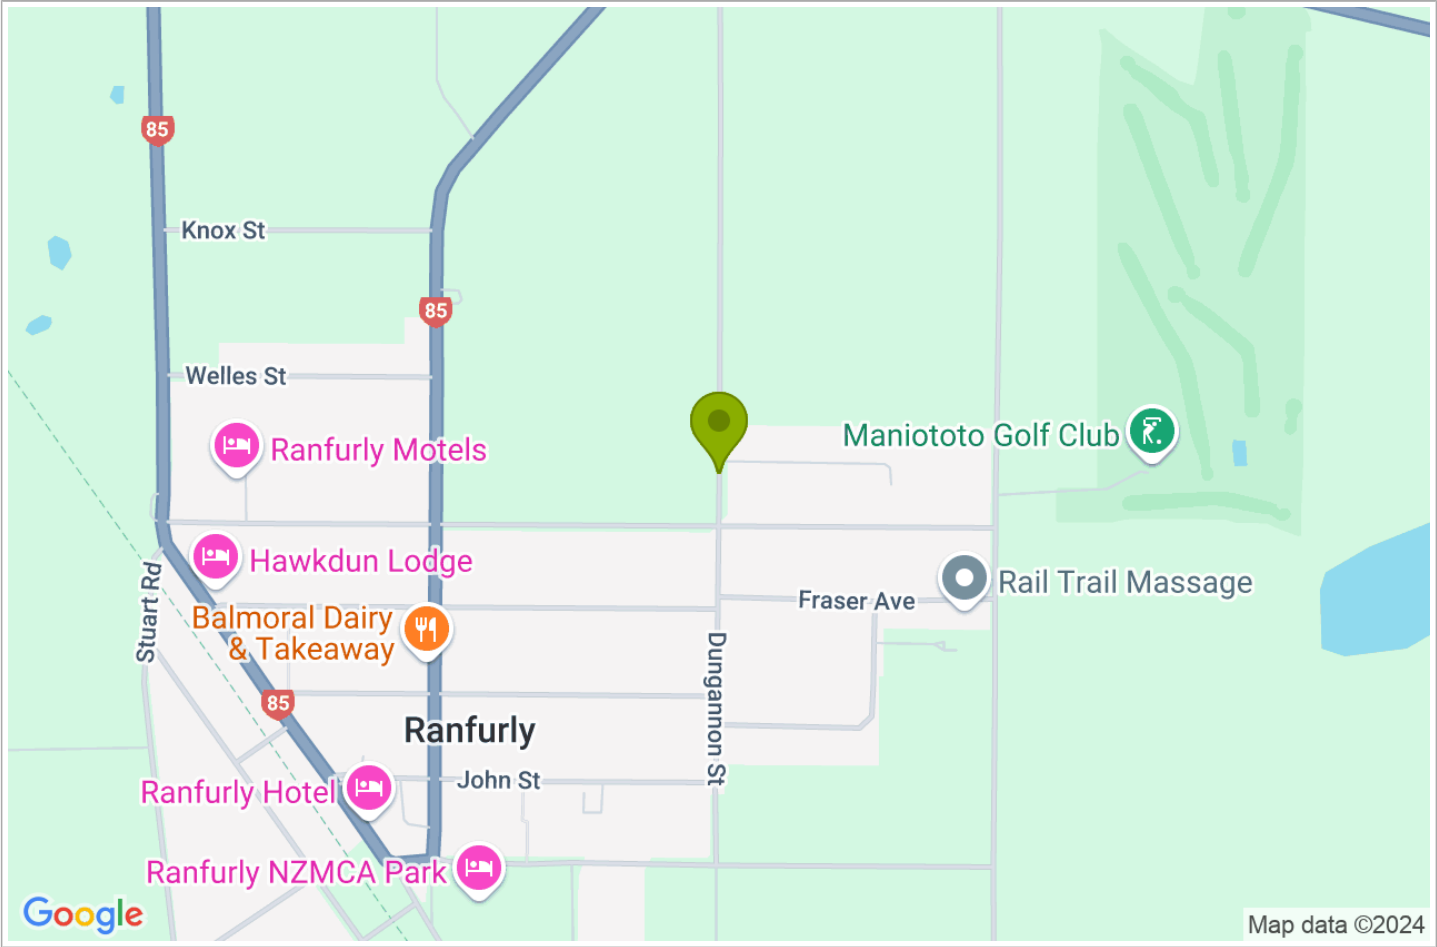 85
Knox St
85
Welles St
Ranfurly Motels
Maniototo Golf Club
Hawkdun Lodge
Rail Trail Massage
Fraser Ave
Stuart Rd
Balmoral Dairy
& Takeaway
Dungannon St
85
Ranfurly
John St
Ranfurly Hotel
Ranfurly NZMCA Park
Google
Map data ©2024